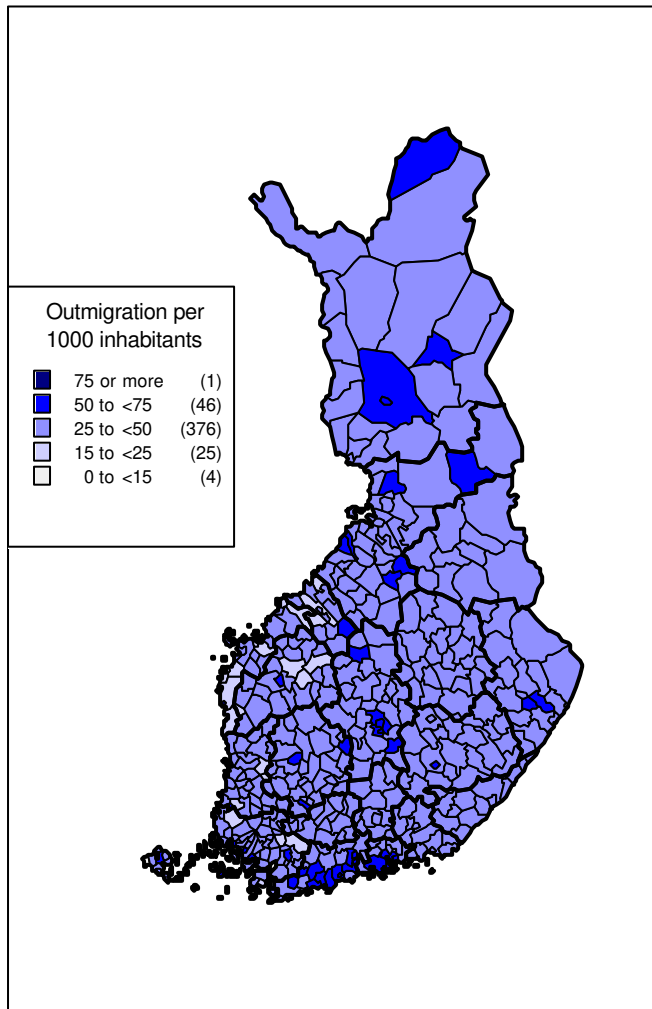 Outmigration per
1000 inhabitants
75 or more (1)
50 to <75 (46)
25 to <50 (376)
15 to <25 (25)
0 to <15 (4)